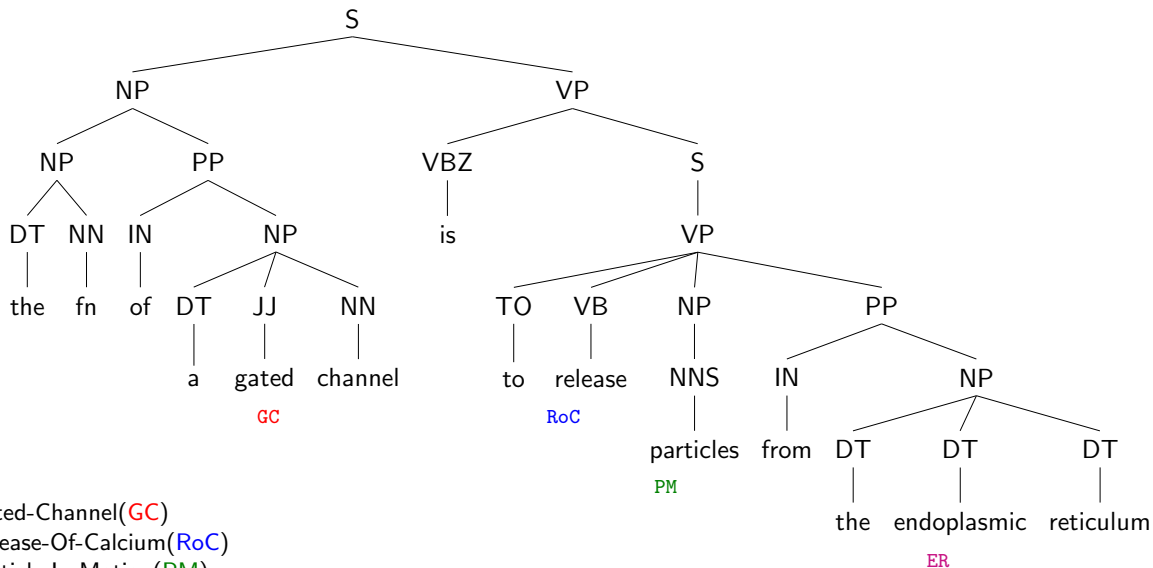 S
NP VP
NP PP VBZ S
DT NN IN NP is VP
the fn of DT JJ NN TO VB NP PP
a gated channel to release NNS IN NP
GC RoC particles from DT DT DT
PM the endoplasmic reticulum
ER
ted-Channel(GC)
ease-Of-Calcium(RoC)